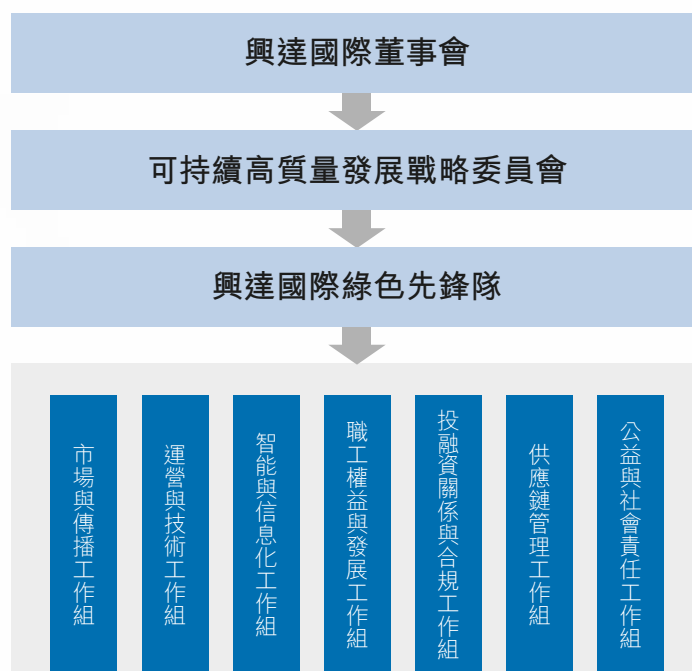 興達國際董事會
可持續高質量發展戰略委員會
興達國際綠色先鋒隊
市場與傳播工作組
運營與技術工作組
智能與信息化工作組
職工權益與發展工作組
投融資關係與合規工作組
供應鏈管理工作組
公益與社會責任工作組